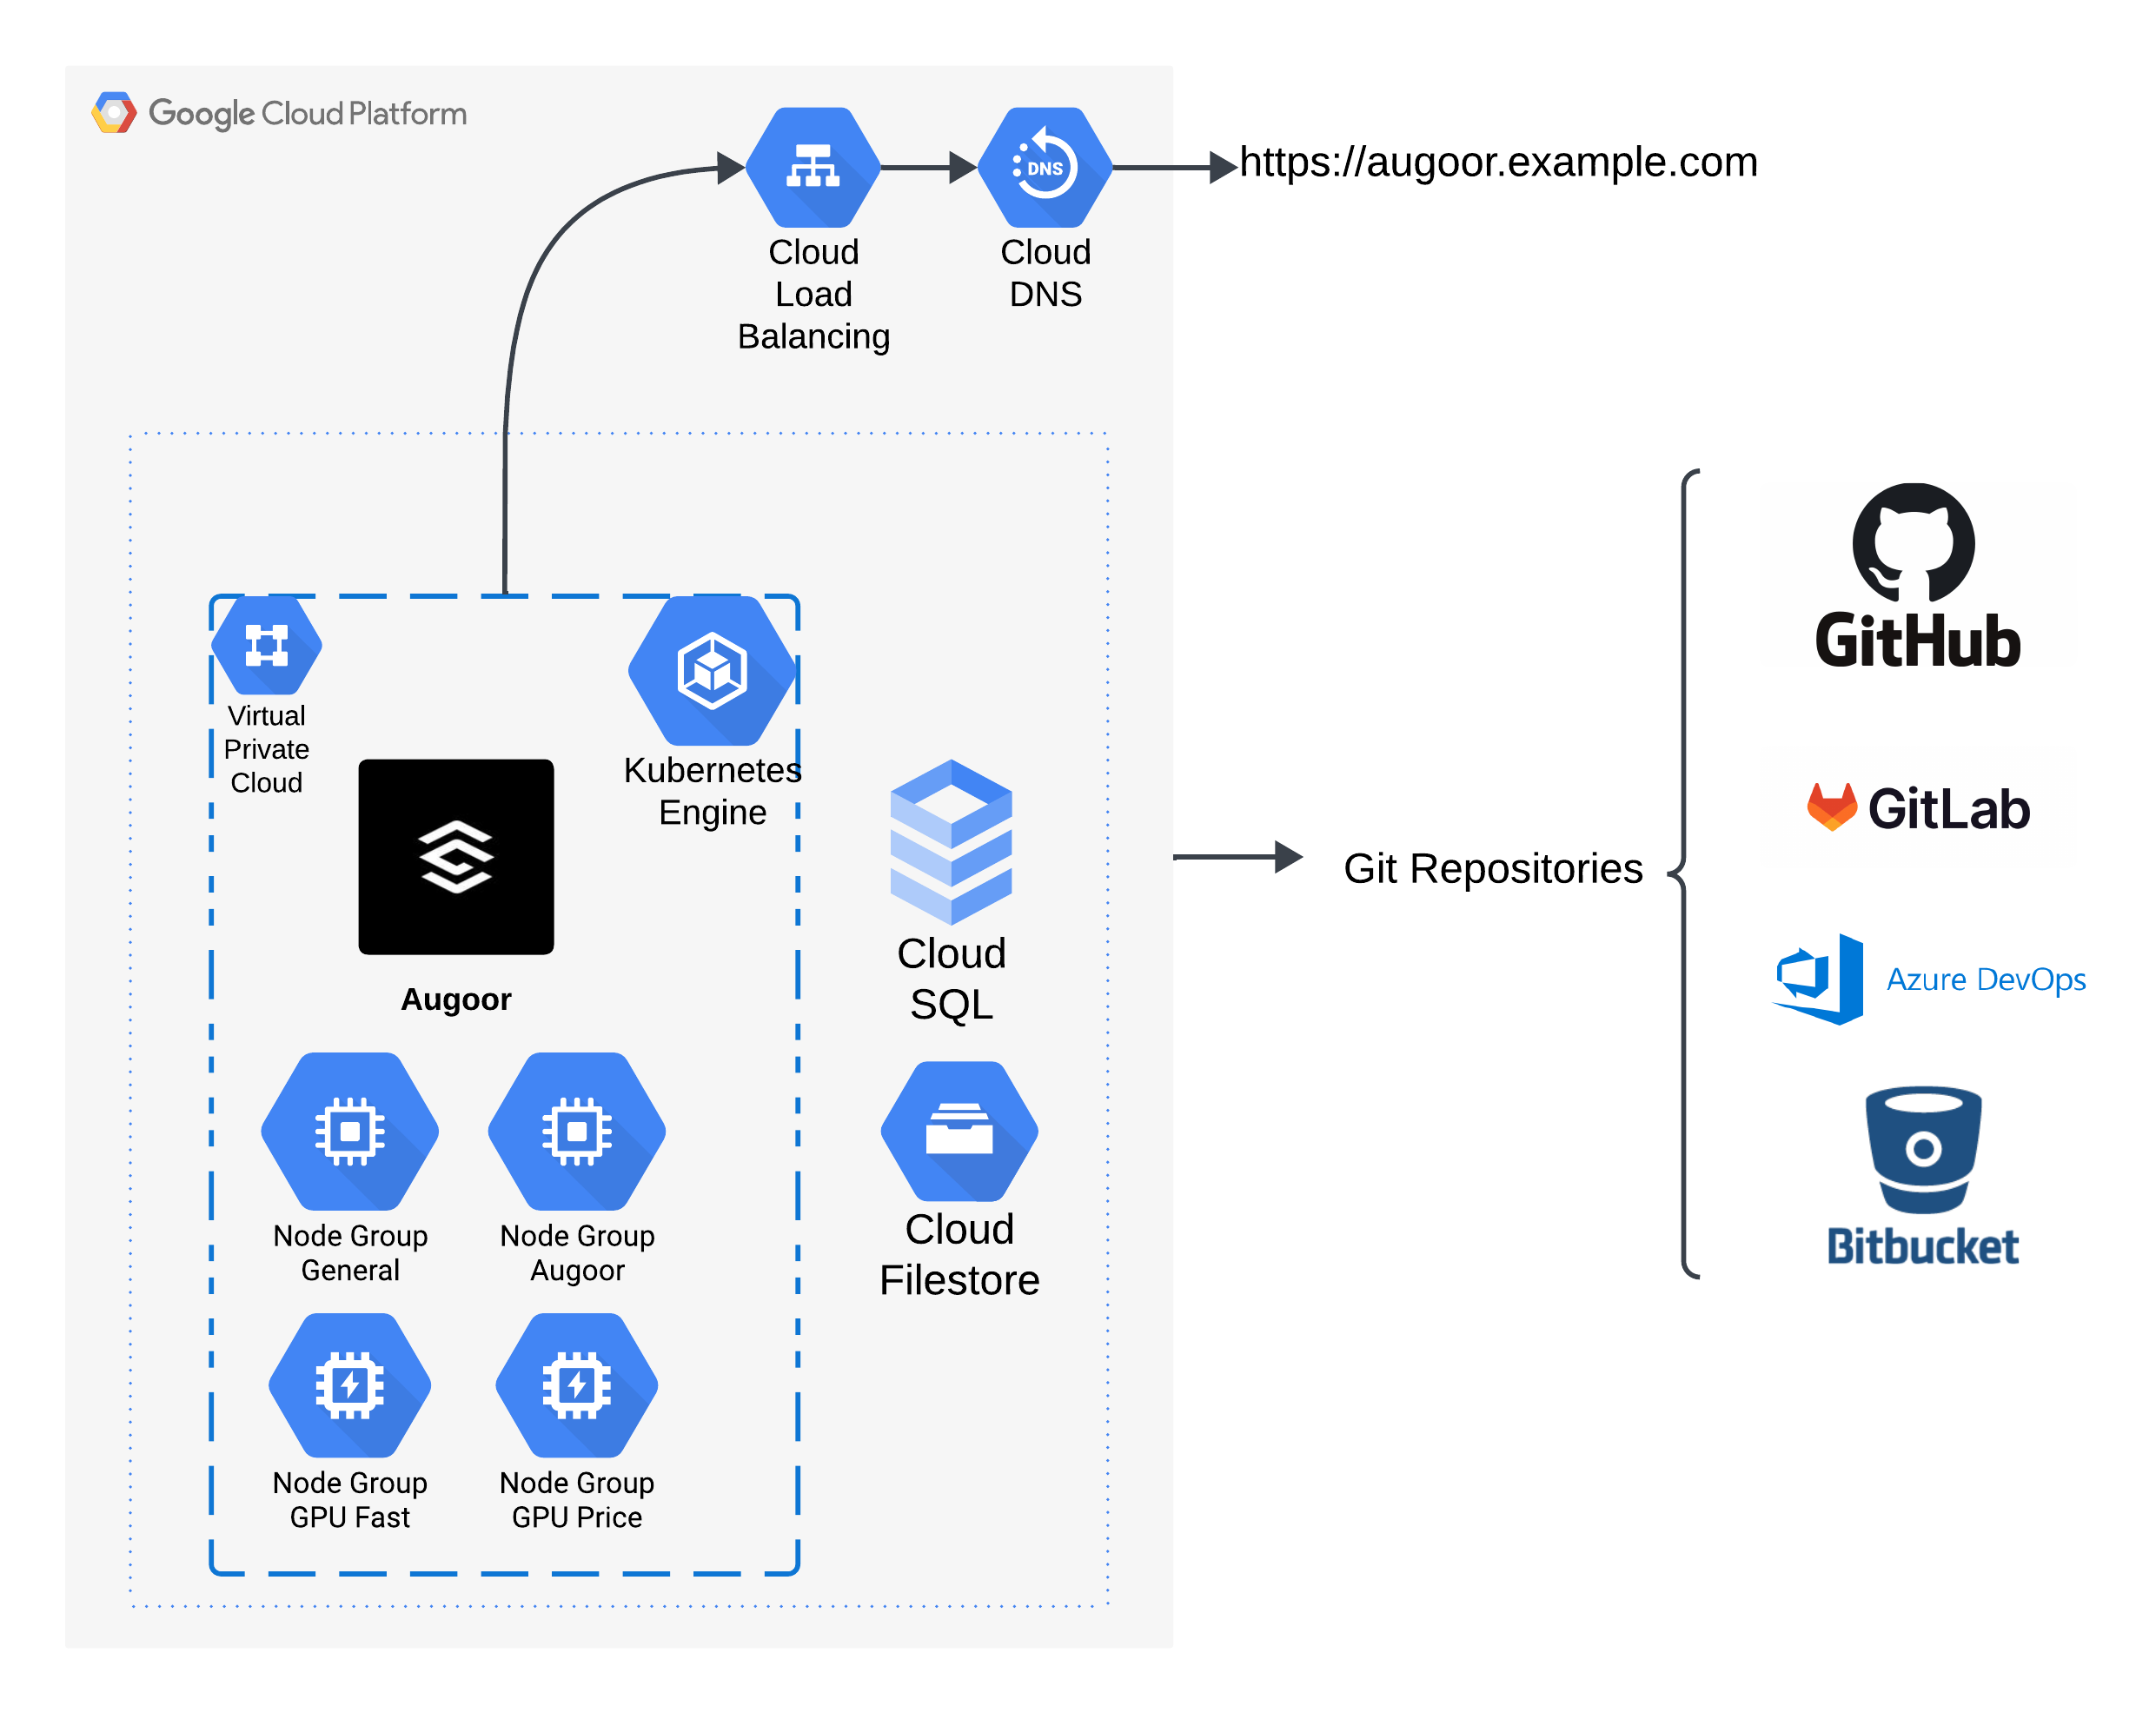 Google Cloud Platform
DNS
Cloud
Load
Balancing
Cloud
DNS
https://augoor.example.com
Virtual
Private
Cloud
Kubernetes
Engine
Augoor
Node Group
General
Node Group
Augoor
Node Group
GPU Fast
Node Group
GPU Price
Cloud
SQL
Cloud
Filestore
Git Repositories
GitHub
GitLab
Azure DevOps
Bitbucket